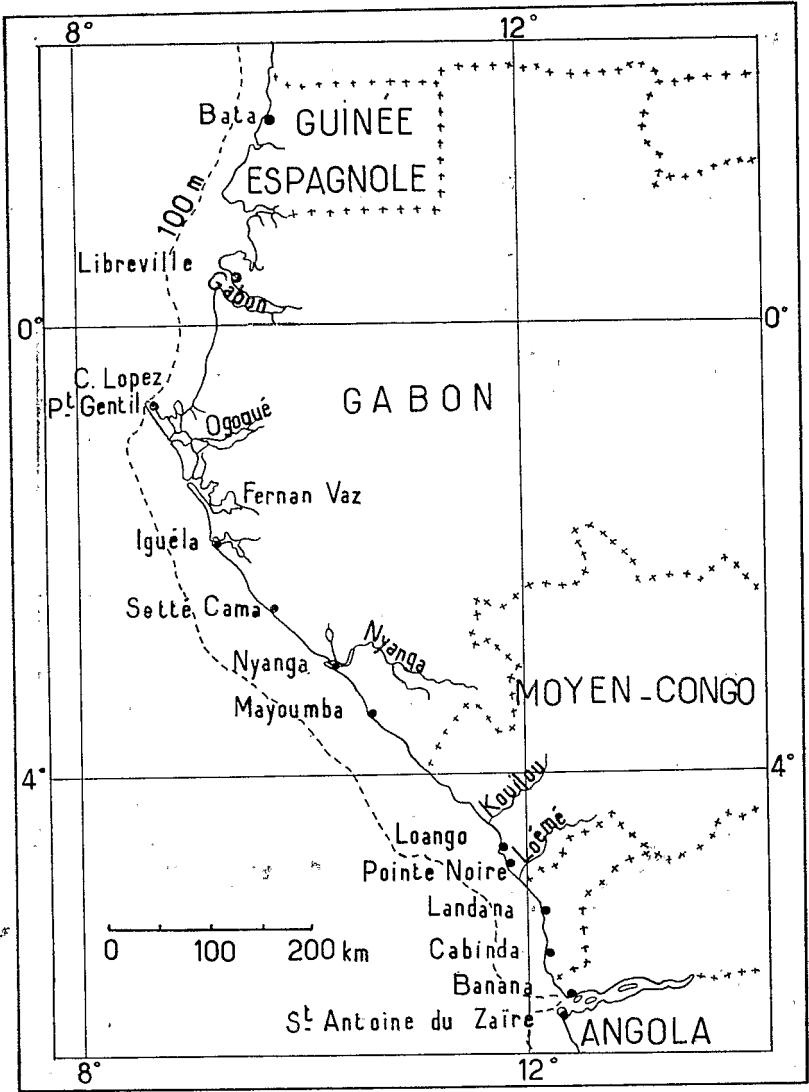 8°
12°
Bata
GUINÉE
ESPAGNOLE
100 m
Libreville
Gabon
0°
0°
C. Lopez
Pt Gentil
GABON
Ogoqué
Fernan Vaz
Iguéla
Setté Cama
Nyanga
Nyanga
Mayoumba
MOYEN-CONGO
4°
4°
Kouilou
Loango
Loémé
Pointe Noire
Landana
Cabinda
0 100 200 km
Banana
St Antoine du Zaïre
ANGOLA
8°
12°